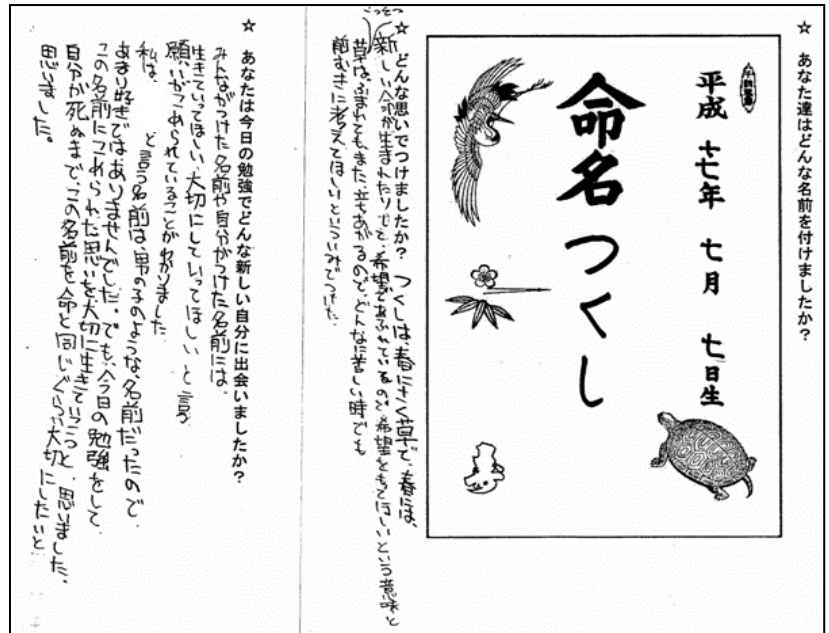 ☆ あなた達はどんな名前を付けましたか?
平成 十七年 七月 七日生
命名 つくし
☆ どんな思いでつけましたか? つくしは、春にさく草で、春には、
新しい命が生まれたりして、希望であふれているので、希望をもってほしいという意味と
草は、ふまれても、また、立ちあがるので、どんなに苦しい時でも
前むきに考えてほしいといういみでつけた。
☆ あなたは今日の勉強でどんな新しい自分に出会いましたか?
みんながつけた名前や自分がつけた名前には、
生きていってほしい、大切にしていってほしい と言う
願いがこめられていることがわかりました。
私は、 と言う名前は、男の子のような、名前だったので、
あまり好きではありませんでした。でも、今日の勉強をして、
この名前にこめられた思いを大切に生きていこうと、思いました。
自分が死ぬまで、この名前を命と同じぐらい大切にしたいと
思いました。